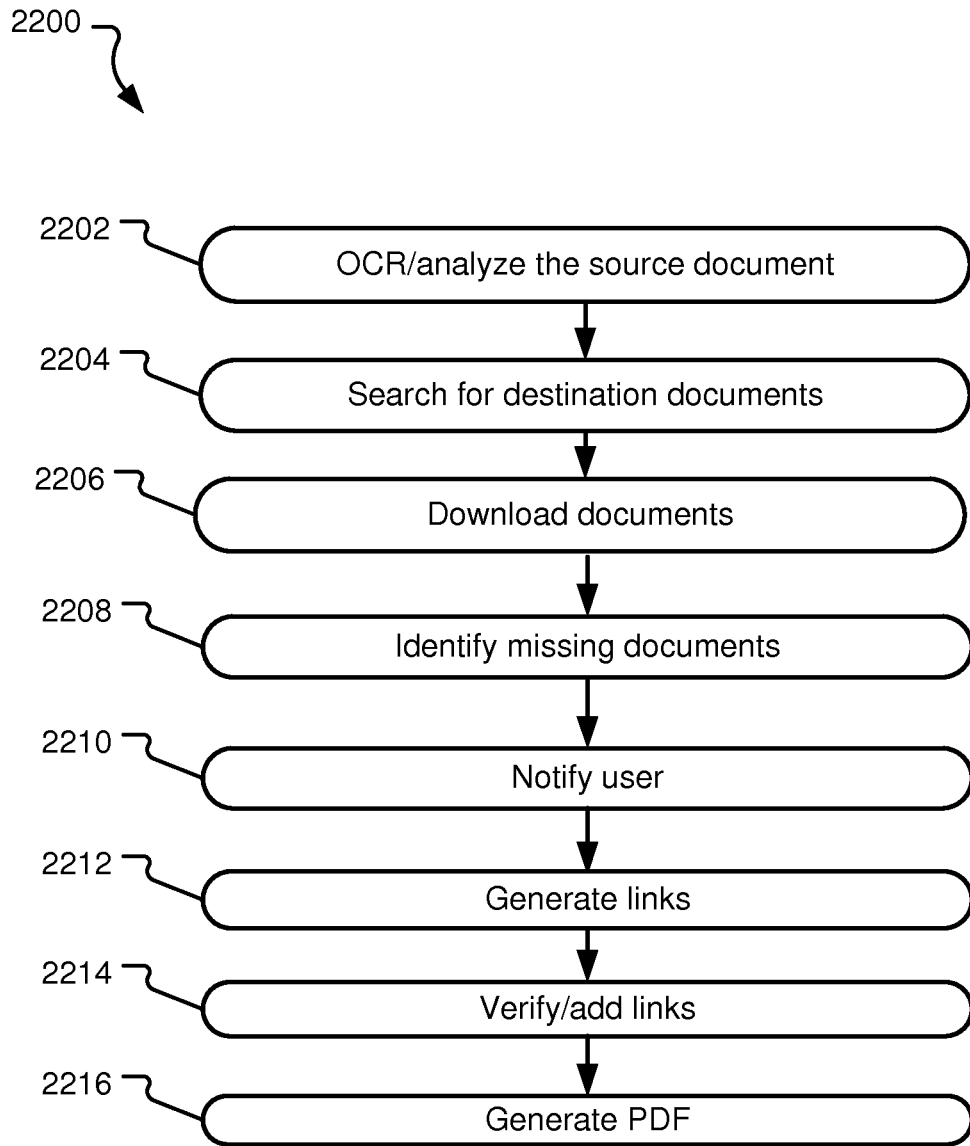 2200
2202
OCR/analyze the source document
2204
Search for destination documents
2206
Download documents
2208
Identify missing documents
2210
Notify user
2212
Generate links
2214
Verify/add links
2216
Generate PDF